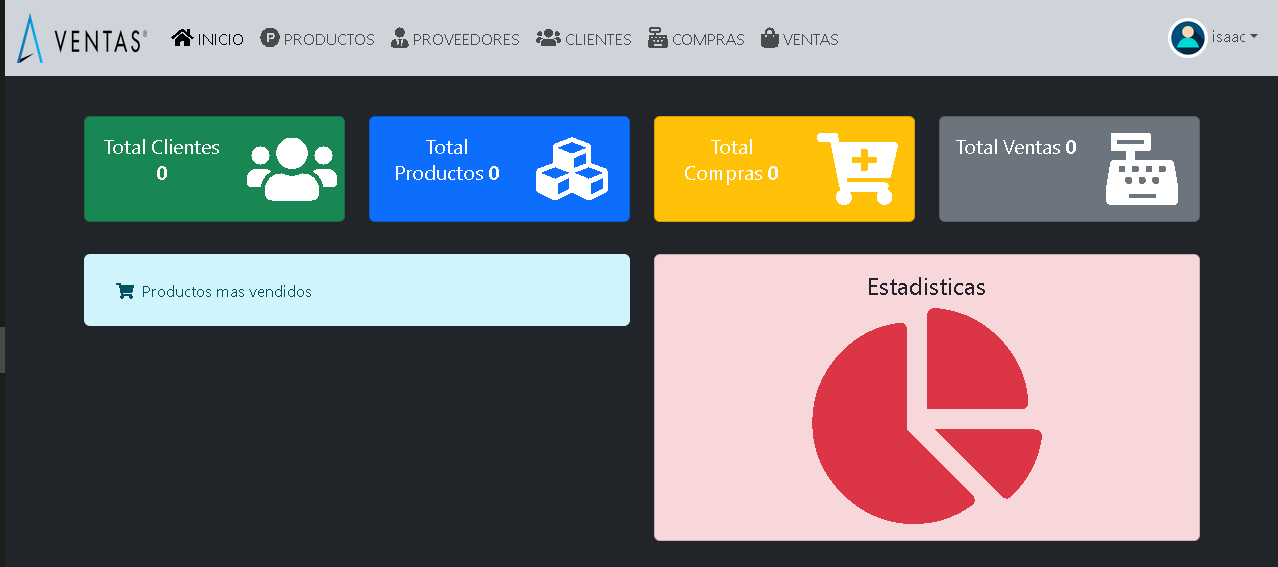 VENTAS®
INICIO
PRODUCTOS
PROVEEDORES
CLIENTES
COMPRAS
VENTAS
isaac
Total Clientes
0
Total
Productos 0
Total
Compras 0
Total Ventas 0
Productos mas vendidos
Estadisticas